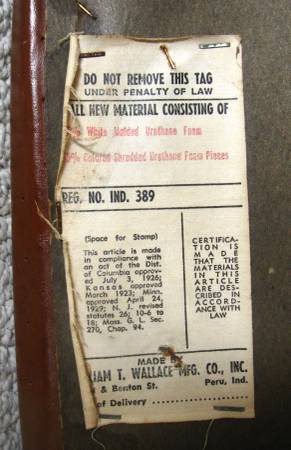 DO NOT REMOVE THIS TAG
UNDER PENALTY OF LAW
ALL NEW MATERIAL CONSISTING OF
% White Molded Urethane Foam
% Colored Shredded Urethane Foam Pieces
REG. NO. IND. 389
(Space for Stamp)
This article is made
in compliance with
an act of the Dist.
of Columbia approv-
ed July 3, 1926;
Kansas approved
March 1923; Minn.
approved April 24,
1929; N. J. revised
statutes 26; 10-6 to
18; Mass. G. L. Sec.
270, Chap. 94.
CERTIFICA-
TION IS
MADE
THAT THE
MATERIALS
IN THIS
ARTICLE
ARE DES-
CRIBED IN
ACCORD-
ANCE WITH
LAW
MADE BY
IAM T. WALLACE MFG. CO., INC.
& Benton St. Peru, Ind.
of Delivery